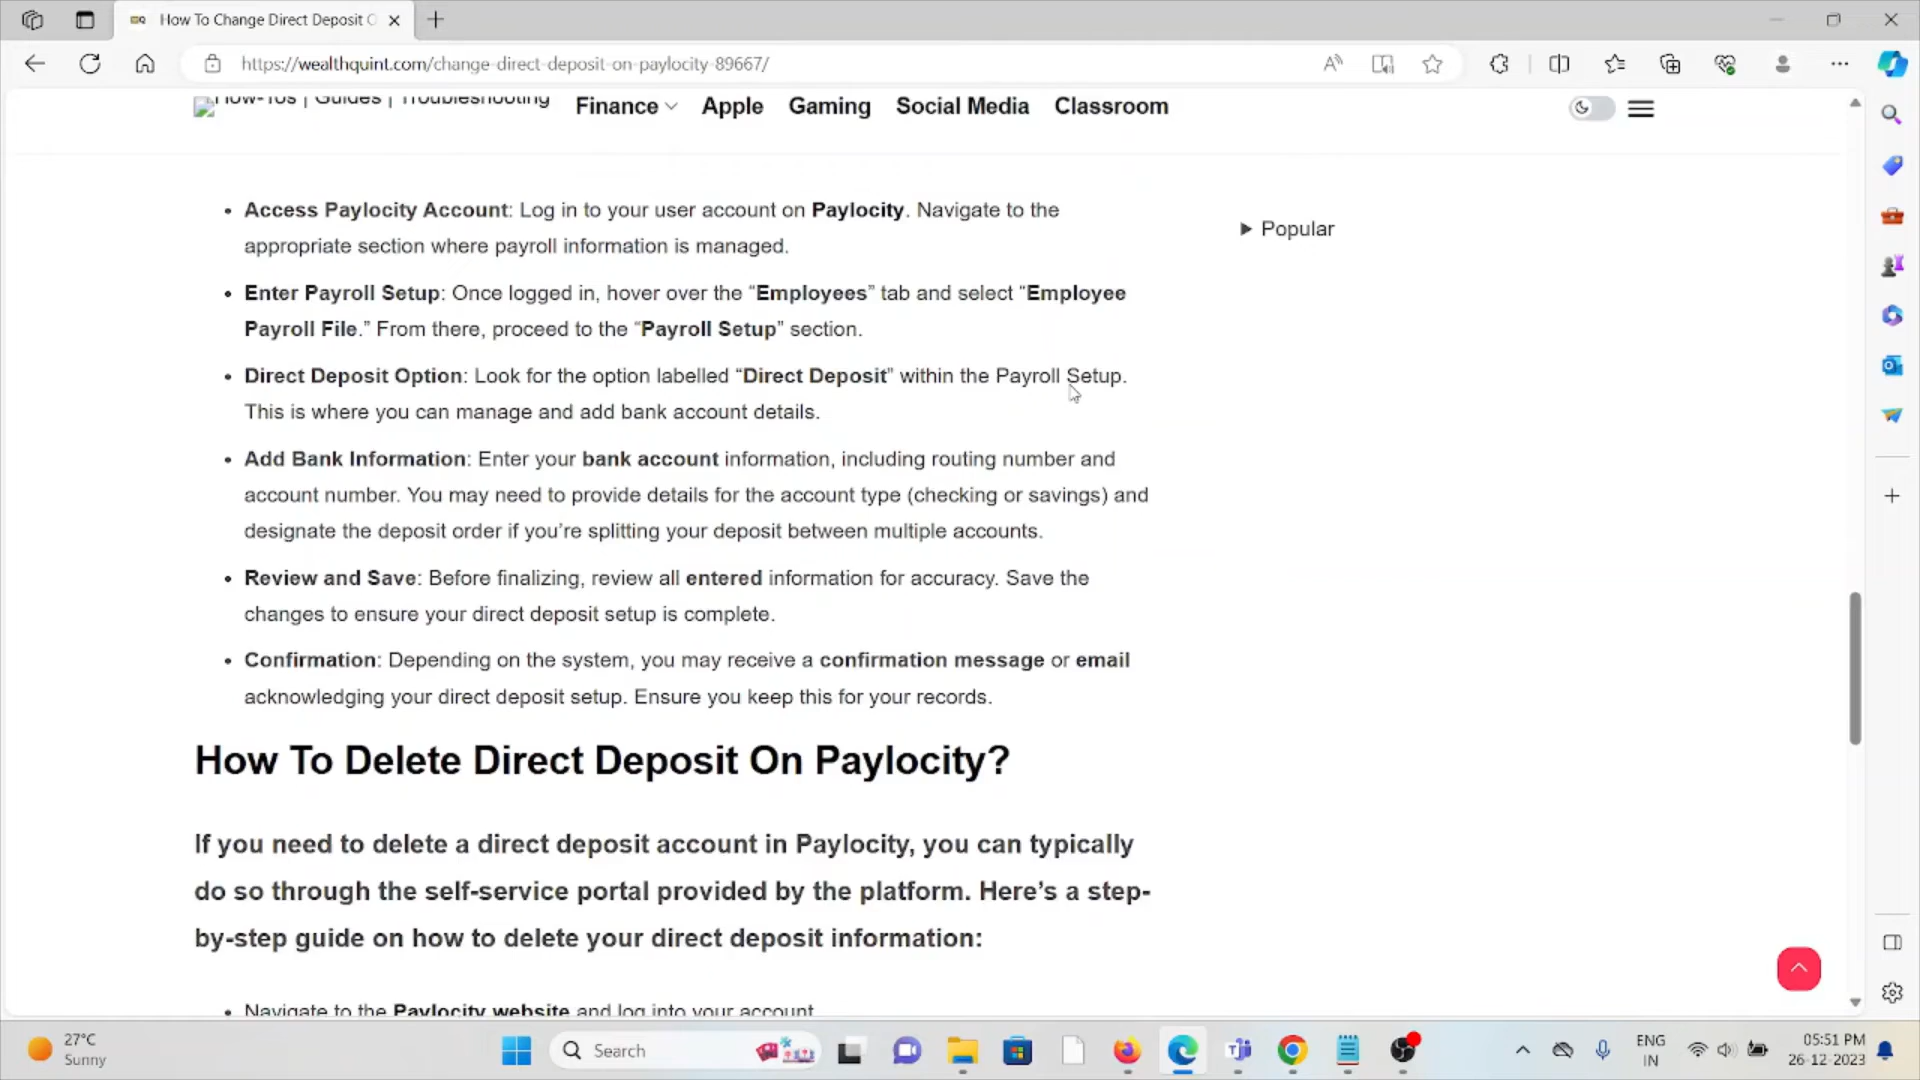 How To Change Direct Deposit O
https://wealthquint.com/change-direct-deposit-on-paylocity-89667/
How-Tos | Guides | Troubleshooting
Finance
Apple
Gaming
Social Media
Classroom
• Access Paylocity Account: Log in to your user account on Paylocity. Navigate to the
appropriate section where payroll information is managed.
Popular
• Enter Payroll Setup: Once logged in, hover over the “Employees” tab and select “Employee
Payroll File.” From there, proceed to the “Payroll Setup” section.
• Direct Deposit Option: Look for the option labelled “Direct Deposit” within the Payroll Setup.
This is where you can manage and add bank account details.
• Add Bank Information: Enter your bank account information, including routing number and
account number. You may need to provide details for the account type (checking or savings) and
designate the deposit order if you’re splitting your deposit between multiple accounts.
• Review and Save: Before finalizing, review all entered information for accuracy. Save the
changes to ensure your direct deposit setup is complete.
• Confirmation: Depending on the system, you may receive a confirmation message or email
acknowledging your direct deposit setup. Ensure you keep this for your records.
How To Delete Direct Deposit On Paylocity?
If you need to delete a direct deposit account in Paylocity, you can typically
do so through the self-service portal provided by the platform. Here’s a step-
by-step guide on how to delete your direct deposit information:
• Navigate to the Paylocity website and log into your account
27°C
Sunny
Search
ENG
IN
05:51 PM
26-12-2023